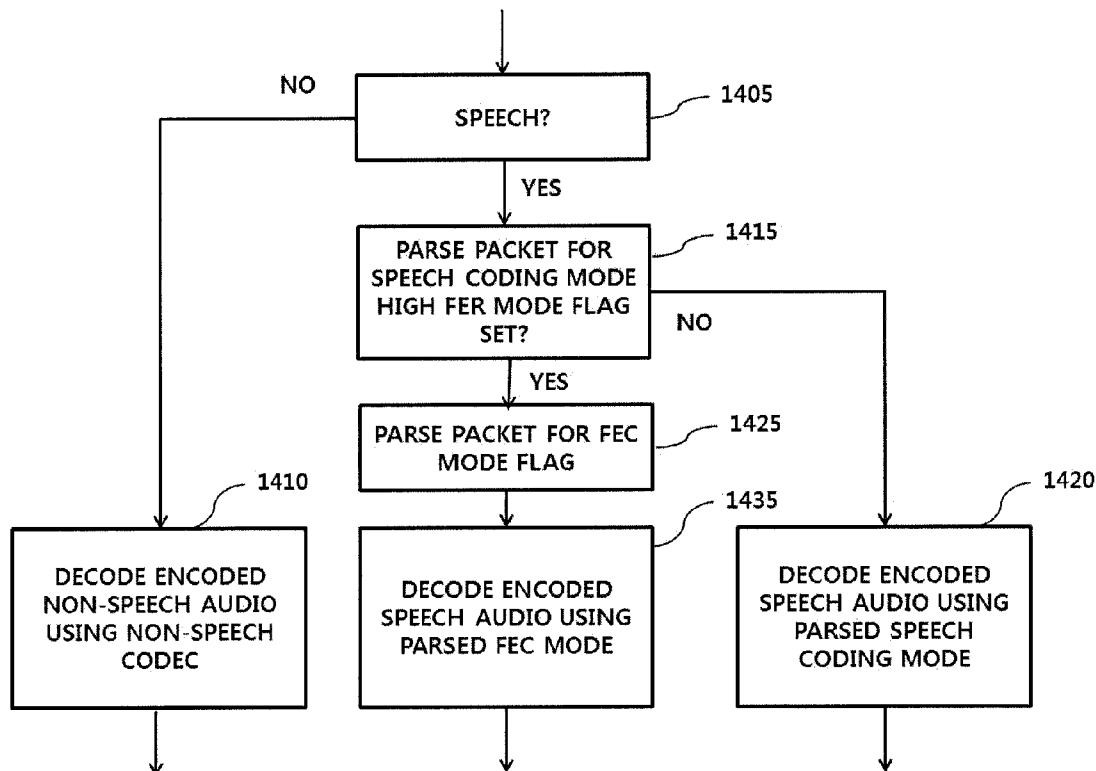 NO
SPEECH?
1405
YES
PARSE PACKET FOR
SPEECH CODING MODE
HIGH FER MODE FLAG
SET?
1415
NO
YES
PARSE PACKET FOR FEC
MODE FLAG
1425
1410
DECODE ENCODED
NON-SPEECH AUDIO
USING NON-SPEECH
CODEC
1435
DECODE ENCODED
SPEECH AUDIO USING
PARSED FEC MODE
1420
DECODE ENCODED
SPEECH AUDIO USING
PARSED SPEECH
CODING MODE